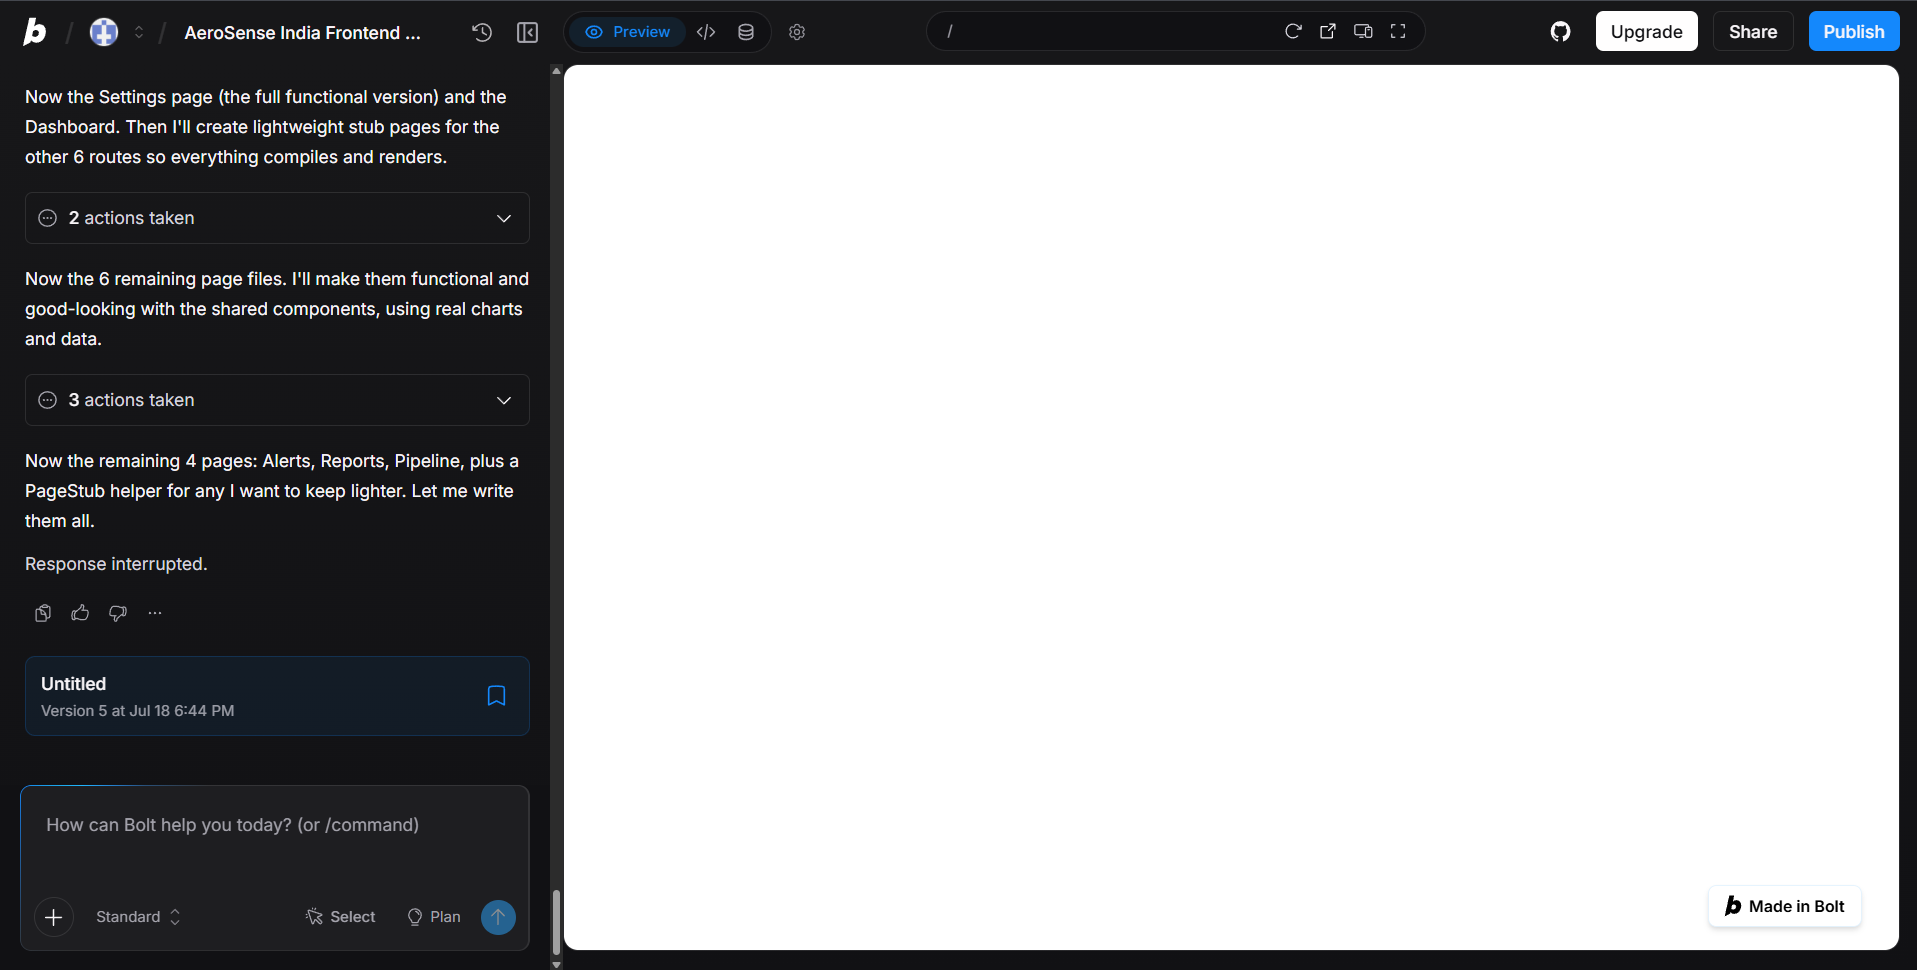 b / / AeroSense India Frontend ...
Preview
/
Upgrade
Share
Publish
Now the Settings page (the full functional version) and the
Dashboard. Then I'll create lightweight stub pages for the
other 6 routes so everything compiles and renders.
2 actions taken
Now the 6 remaining page files. I'll make them functional and
good-looking with the shared components, using real charts
and data.
3 actions taken
Now the remaining 4 pages: Alerts, Reports, Pipeline, plus a
PageStub helper for any I want to keep lighter. Let me write
them all.
Response interrupted.
Untitled
Version 5 at Jul 18 6:44 PM
How can Bolt help you today? (or /command)
Standard
Select
Plan
b Made in Bolt